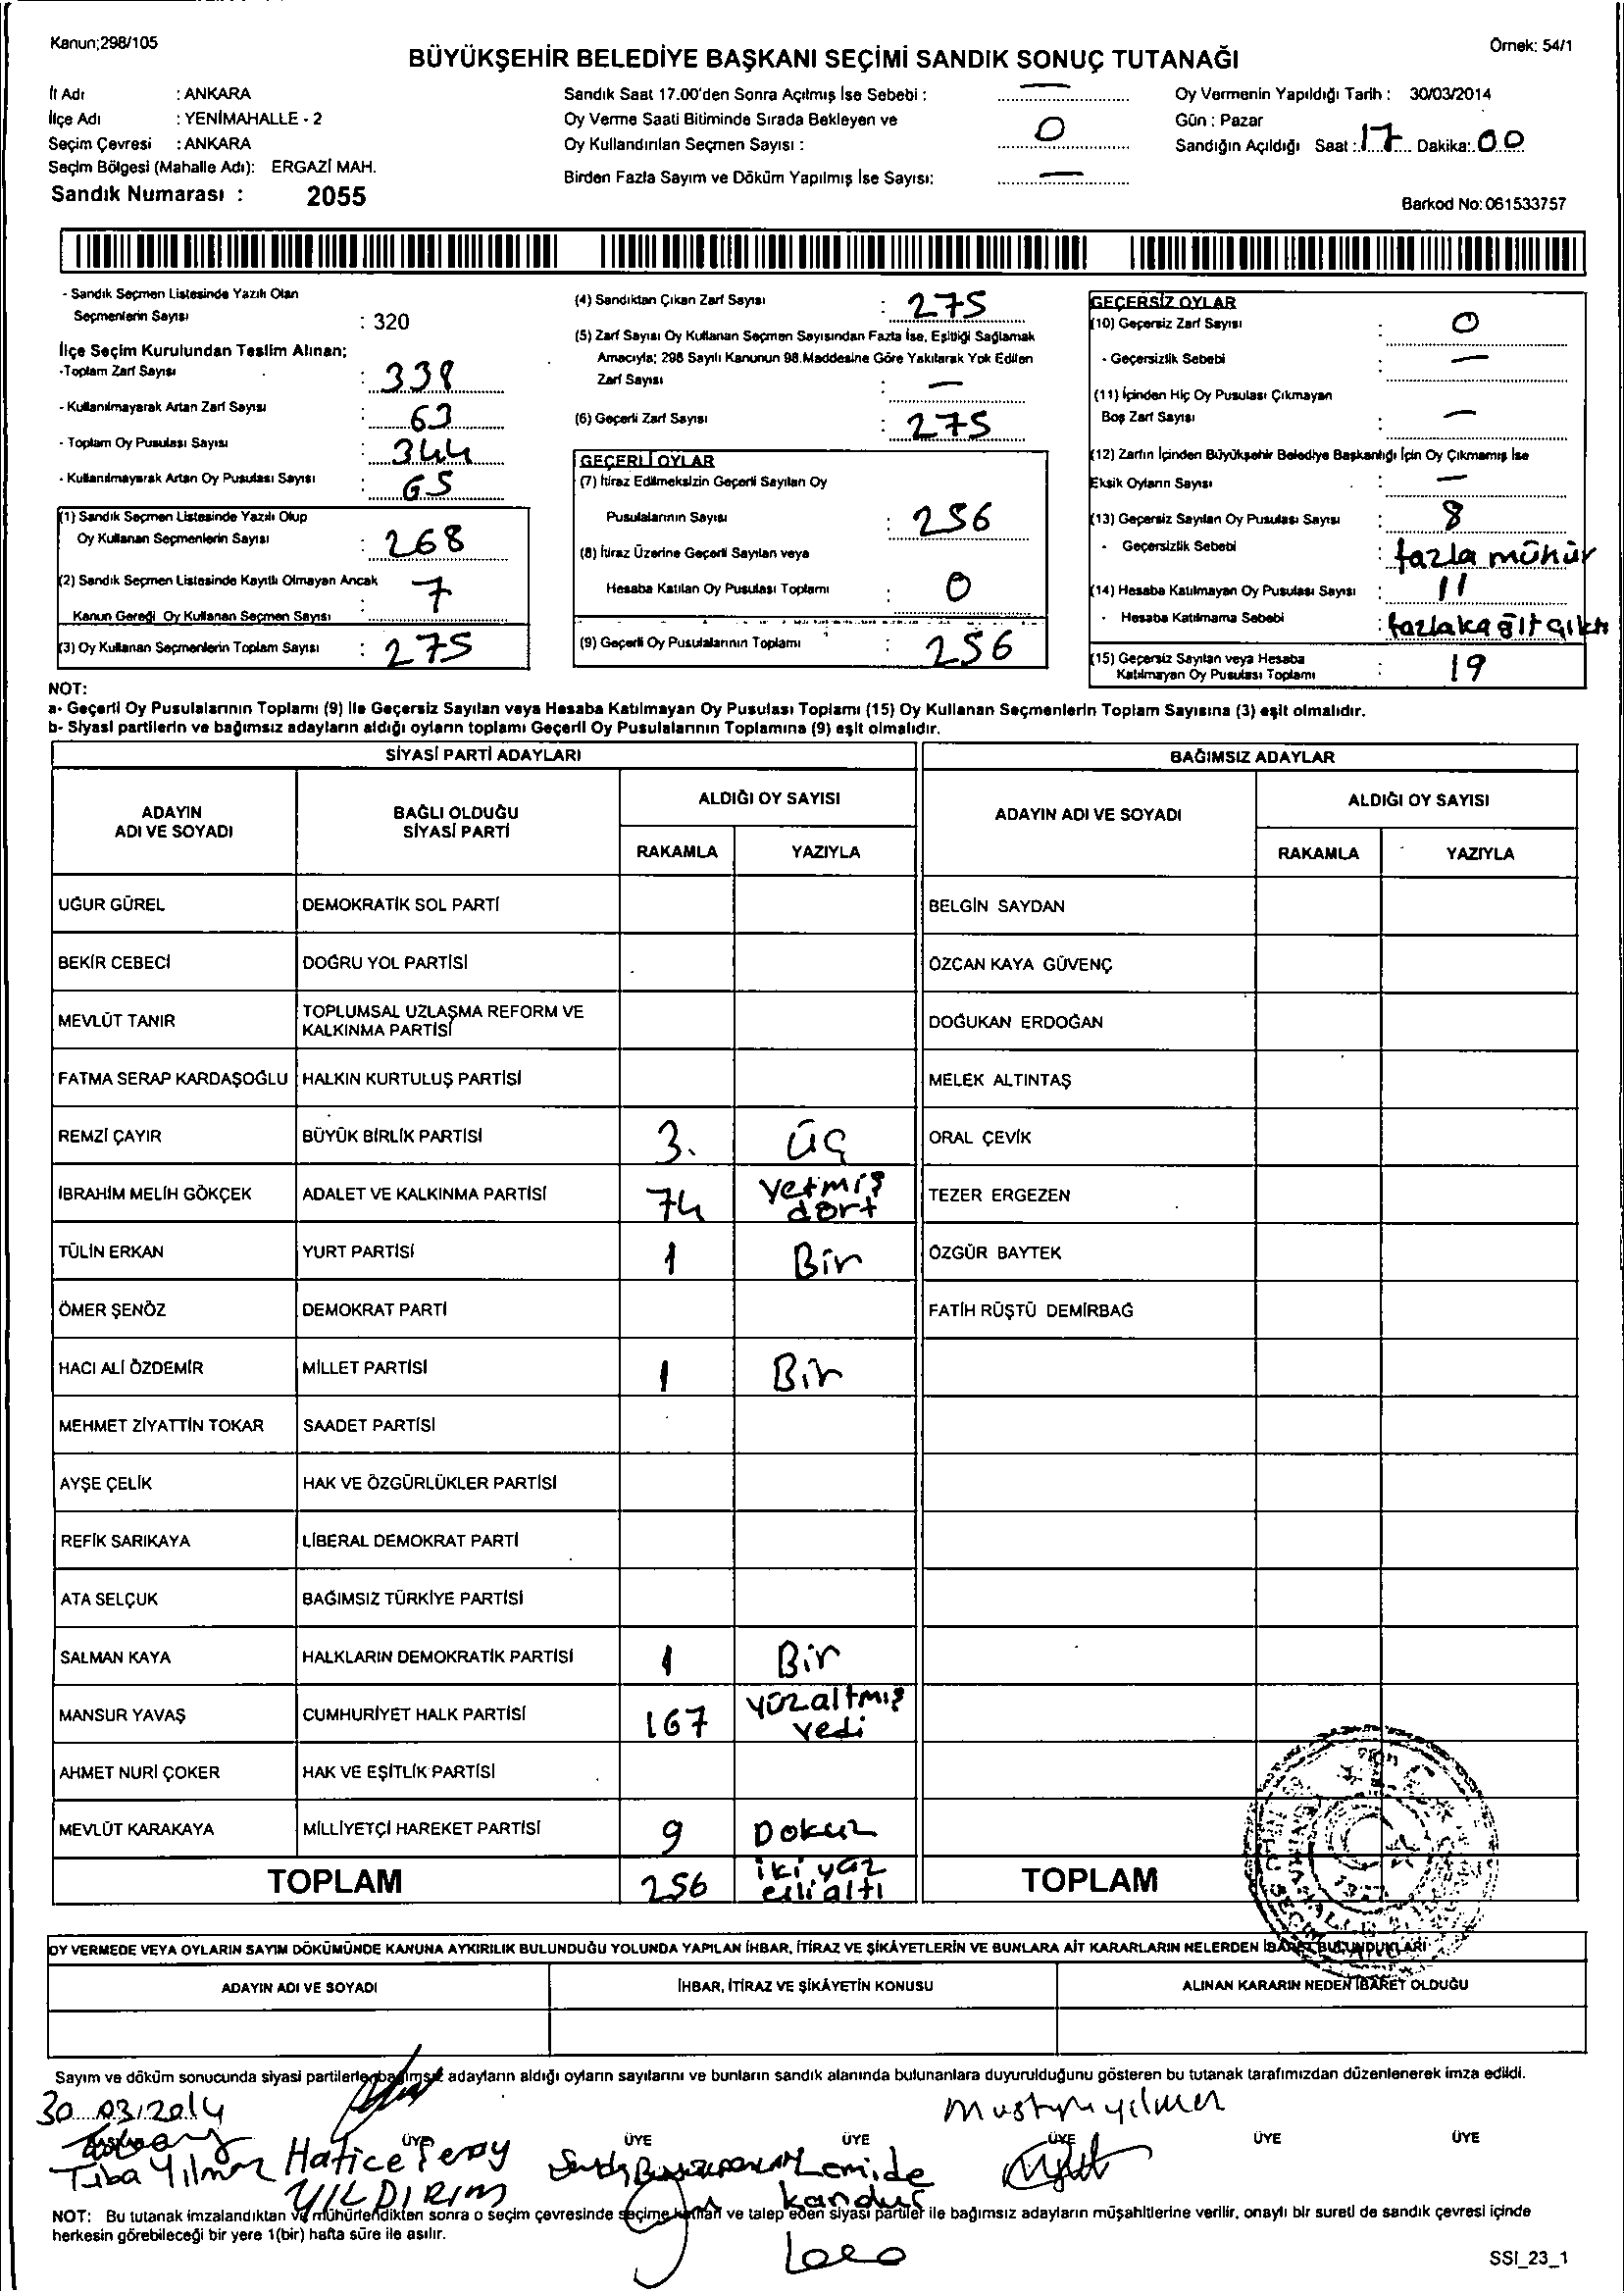 Kanun;298/105
Örnek: 54/1
BÜYÜKŞEHİR BELEDİYE BAŞKANI SEÇİMİ SANDIK SONUÇ TUTANAĞI
İl Adı : ANKARA
İlçe Adı : YENİMAHALLE - 2
Seçim Çevresi : ANKARA
Seçim Bölgesi (Mahalle Adı): ERGAZİ MAH.
Sandık Numarası : 2055
Sandık Saat 17.00'den Sonra Açılmış İse Sebebi : —
Oy Verme Saati Bitiminde Sırada Bekleyen ve
Oy Kullandırılan Seçmen Sayısı : 0
Birden Fazla Sayım ve Döküm Yapılmış İse Sayısı: —
Oy Vermenin Yapıldığı Tarih : 30/03/2014
Gün : Pazar
Sandığın Açıldığı Saat : 17 Dakika: 00
Barkod No: 061533757
- Sandık Seçmen Listesinde Yazılı Olan
Seçmenlerin Sayısı : 320
İlçe Seçim Kurulundan Teslim Alınan;
-Toplam Zarf Sayısı : 338
- Kullanılmayarak Artan Zarf Sayısı : 63
- Toplam Oy Pusulası Sayısı : 344
- Kullanılmayarak Artan Oy Pusulası Sayısı : 65
(1) Sandık Seçmen Listesinde Yazılı Olup
Oy Kullanan Seçmenlerin Sayısı : 268
(2) Sandık Seçmen Listesinde Kayıtlı Olmayan Ancak
Kanun Gereği Oy Kullanan Seçmen Sayısı : 7
(3) Oy Kullanan Seçmenlerin Toplam Sayısı : 275
(4) Sandıktan Çıkan Zarf Sayısı : 275
(5) Zarf Sayısı Oy Kullanan Seçmen Sayısından Fazla İse, Eşitliği Sağlamak
Amacıyla; 298 Sayılı Kanunun 98.Maddesine Göre Yakılarak Yok Edilen
Zarf Sayısı : —
(6) Geçerli Zarf Sayısı : 275
GEÇERLİ OYLAR
(7) İtiraz Edilmeksizin Geçerli Sayılan Oy
Pusulalarının Sayısı : 256
(8) İtiraz Üzerine Geçerli Sayılan veya
Hesaba Katılan Oy Pusulası Toplamı : 0
(9) Geçerli Oy Pusulalarının Toplamı : 256
GEÇERSİZ OYLAR
(10) Geçersiz Zarf Sayısı : 0
- Geçersizlik Sebebi : —
(11) İçinden Hiç Oy Pusulası Çıkmayan
Boş Zarf Sayısı : —
(12) Zarfın İçinden Büyükşehir Belediye Başkanlığı İçin Oy Çıkmamış İse
Eksik Oyların Sayısı : —
(13) Geçersiz Sayılan Oy Pusulası Sayısı : 8
- Geçersizlik Sebebi : fazla mühür
(14) Hesaba Katılmayan Oy Pusulası Sayısı : 11
- Hesaba Katılmama Sebebi : fazla kağıt çıktı
(15) Geçersiz Sayılan veya Hesaba
Katılmayan Oy Pusulası Toplamı : 19
NOT:
a- Geçerli Oy Pusulalarının Toplamı (9) ile Geçersiz Sayılan veya Hesaba Katılmayan Oy Pusulası Toplamı (15) Oy Kullanan Seçmenlerin Toplam Sayısına (3) eşit olmalıdır.
b- Siyasi partilerin ve bağımsız adayların aldığı oyların toplamı Geçerli Oy Pusulalarının Toplamına (9) eşit olmalıdır.
SİYASİ PARTİ ADAYLARI
BAĞIMSIZ ADAYLAR
ADAYIN ADI VE SOYADI
BAĞLI OLDUĞU SİYASİ PARTİ
ALDIĞI OY SAYISI
RAKAMLA YAZIYLA
ADAYIN ADI VE SOYADI
ALDIĞI OY SAYISI
RAKAMLA YAZIYLA
UĞUR GÜREL DEMOKRATİK SOL PARTİ BELGİN SAYDAN
BEKİR CEBECİ DOĞRU YOL PARTİSİ ÖZCAN KAYA GÜVENÇ
MEVLÜT TANIR TOPLUMSAL UZLAŞMA REFORM VE KALKINMA PARTİSİ DOĞUKAN ERDOĞAN
FATMA SERAP KARDAŞOĞLU HALKIN KURTULUŞ PARTİSİ MELEK ALTINTAŞ
REMZİ ÇAYIR BÜYÜK BİRLİK PARTİSİ 3. üç ORAL ÇEVİK
İBRAHİM MELİH GÖKÇEK ADALET VE KALKINMA PARTİSİ 74 Yetmiş dört TEZER ERGEZEN
TÜLİN ERKAN YURT PARTİSİ 1 Bir ÖZGÜR BAYTEK
ÖMER ŞENÖZ DEMOKRAT PARTİ FATİH RÜŞTÜ DEMİRBAĞ
HACI ALİ ÖZDEMİR MİLLET PARTİSİ 1 Bir
MEHMET ZİYATTİN TOKAR SAADET PARTİSİ
AYŞE ÇELİK HAK VE ÖZGÜRLÜKLER PARTİSİ
REFİK SARIKAYA LİBERAL DEMOKRAT PARTİ
ATA SELÇUK BAĞIMSIZ TÜRKİYE PARTİSİ
SALMAN KAYA HALKLARIN DEMOKRATİK PARTİSİ 1 Bir
MANSUR YAVAŞ CUMHURİYET HALK PARTİSİ 167 yüzaltmış yedi
AHMET NURİ ÇOKER HAK VE EŞİTLİK PARTİSİ
MEVLÜT KARAKAYA MİLLİYETÇİ HAREKET PARTİSİ 9 Dokuz
TOPLAM 256 iki yüz elli altı TOPLAM
OY VERMEDE VEYA OYLARIN SAYIM DÖKÜMÜNDE KANUNA AYKIRILIK BULUNDUĞU YOLUNDA YAPILAN İHBAR, İTİRAZ VE ŞİKÂYETLERİN VE BUNLARA AİT KARARLARIN NELERDEN İBARET BULUNDUKLARI
ADAYIN ADI VE SOYADI İHBAR, İTİRAZ VE ŞİKÂYETİN KONUSU ALINAN KARARIN NEDEN İBARET OLDUĞU
Sayım ve döküm sonucunda siyasi partilerle bağımsız adayların aldığı oyların sayılarını ve bunların sandık alanında bulunanlara duyurulduğunu gösteren bu tutanak tarafımızdan düzenlenerek imza edildi.
30 03/2014
ÜYE ÜYE ÜYE ÜYE ÜYE ÜYE
Tuba Yılmaz Hatice YILDIRIM
NOT: Bu tutanak imzalandıktan ve mühürlendikten sonra o seçim çevresinde seçime katılan ve talep eden siyasi partiler ile bağımsız adayların müşahitlerine verilir, onaylı bir sureti de sandık çevresi içinde
herkesin görebileceği bir yere 1(bir) hafta süre ile asılır.
SSI_23_1